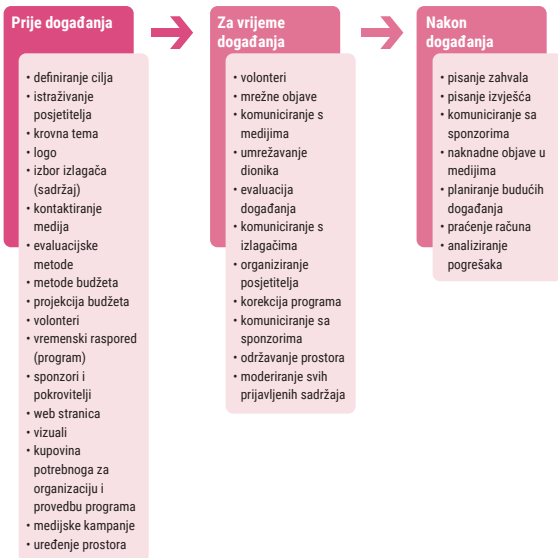 Prije događanja
• definiranje cilja
• istraživanje
posjetitelja
• krovna tema
• logo
• izbor izlagača
(sadržaj)
• kontaktiranje
medija
• evaluacijske
metode
• metode budžeta
• projekcija budžeta
• volonteri
• vremenski raspored
(program)
• sponzori i
pokrovitelji
• web stranica
• vizuali
• kupovina
potrebnoga za
organizaciju i
provedbu programa
• medijske kampanje
• uređenje prostora
Za vrijeme
događanja
• volonteri
• mrežne objave
• komuniciranje s
medijima
• umrežavanje
dionika
• evaluacija
događanja
• komuniciranje s
izlagačima
• organiziranje
posjetitelja
• korekcija programa
• komuniciranje sa
sponzorima
• održavanje prostora
• moderiranje svih
prijavljenih sadržaja
Nakon
događanja
• pisanje zahvala
• pisanje izvješća
• komuniciranje sa
sponzorima
• naknadne objave u
medijima
• planiranje budućih
događanja
• praćenje računa
• analiziranje
pogrešaka